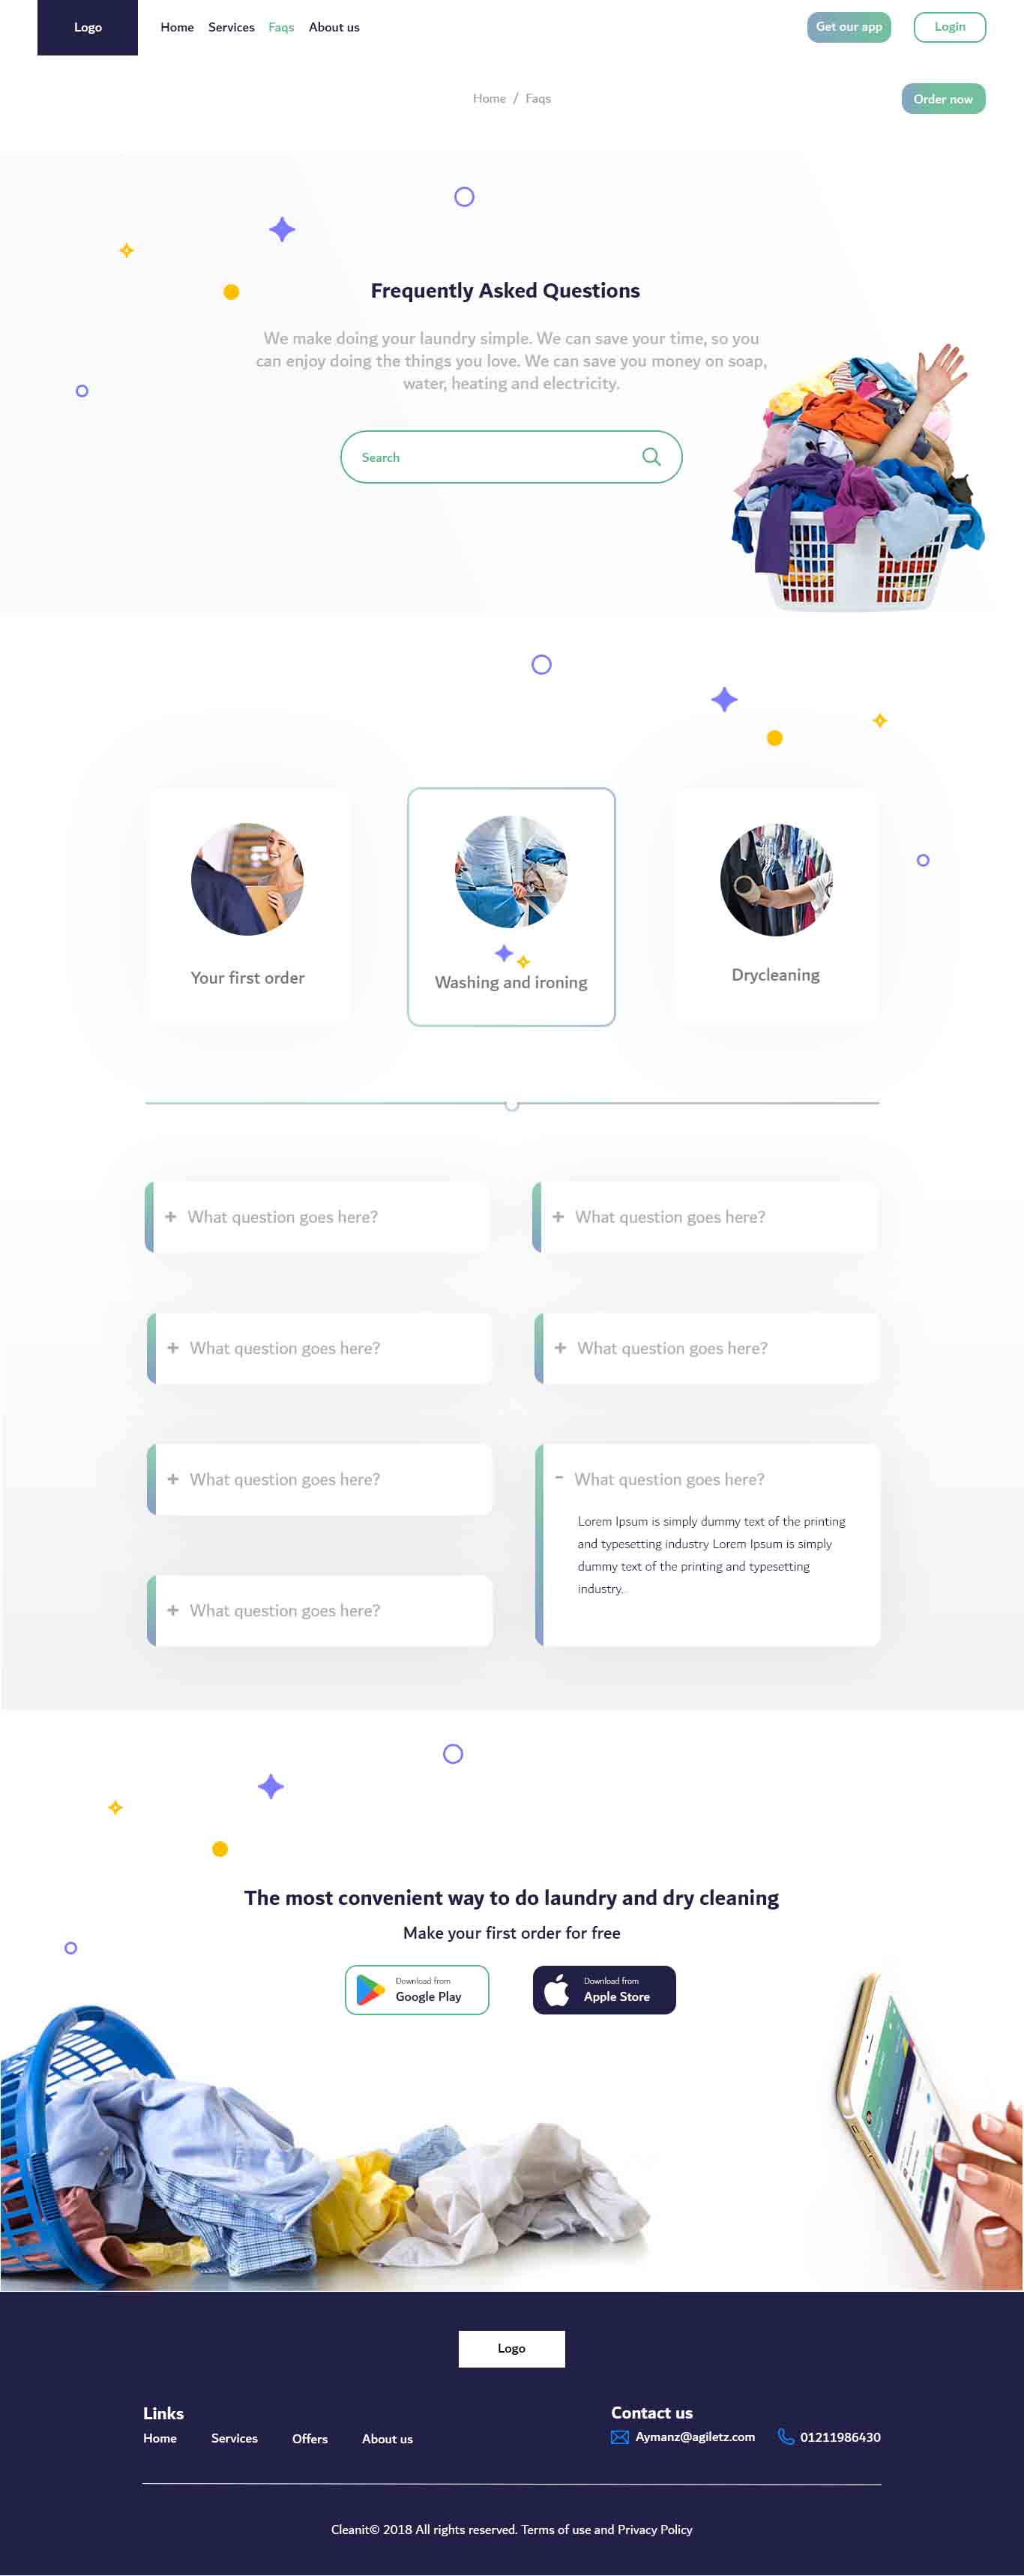 Logo
Home Services Faqs About us
Get our app
Login
Home / Faqs
Order now
Frequently Asked Questions
We make doing your laundry simple. We can save your time, so you
can enjoy doing the things you love. We can save you money on soap,
water, heating and electricity.
Search
Your first order
Washing and ironing
Drycleaning
+ What question goes here?
+ What question goes here?
+ What question goes here?
+ What question goes here?
+ What question goes here?
- What question goes here?
Lorem Ipsum is simply dummy text of the printing
and typesetting industry Lorem Ipsum is simply
dummy text of the printing and typesetting
industry.
+ What question goes here?
The most convenient way to do laundry and dry cleaning
Make your first order for free
Download from
Google Play
Download from
Apple Store
Logo
Links
Home Services Offers About us
Contact us
Aymanz@agiletz.com 01211986430
Cleanit© 2018 All rights reserved. Terms of use and Privacy Policy